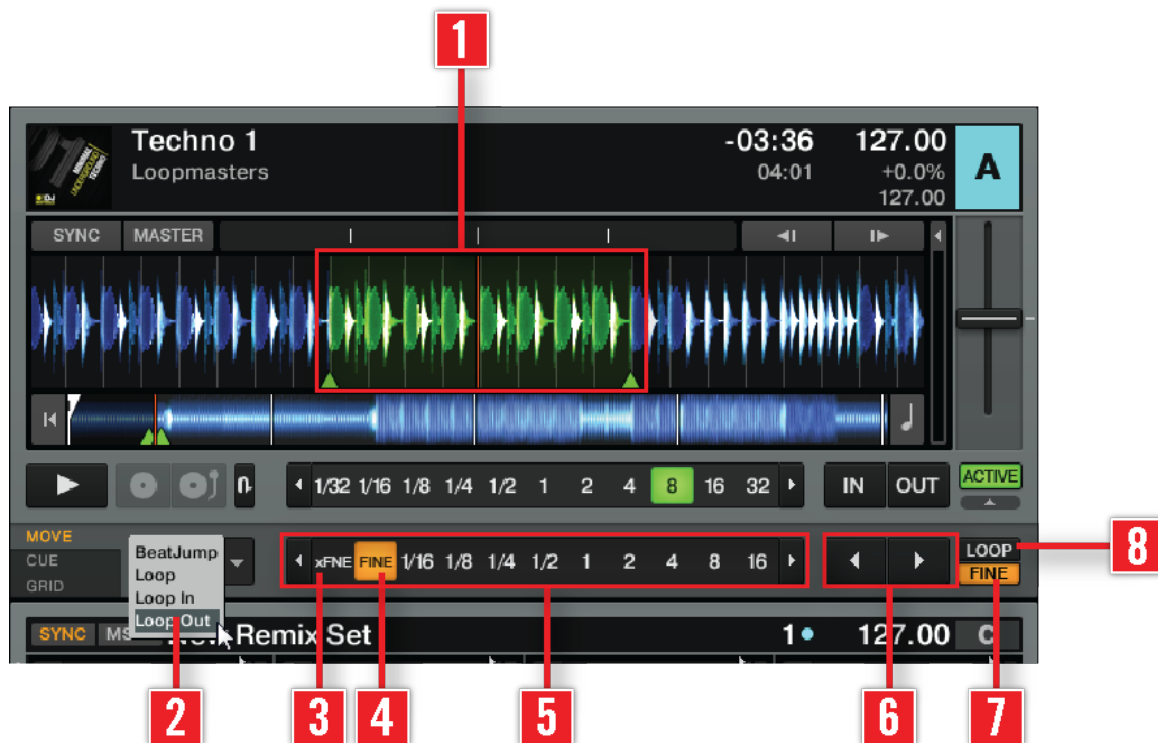 1
Techno 1 -03:36 127.00 A
Loopmasters 04:01 +0.0%
127.00
SYNC MASTER
1/32 1/16 1/8 1/4 1/2 1 2 4 8 16 32 IN OUT ACTIVE
MOVE
CUE
GRID
BeatJump
Loop
Loop In
Loop Out
xFNE FINE 1/16 1/8 1/4 1/2 1 2 4 8 16
LOOP
FINE
8
SYNC Remix Set 1 127.00 C
2 3 4 5 6 7